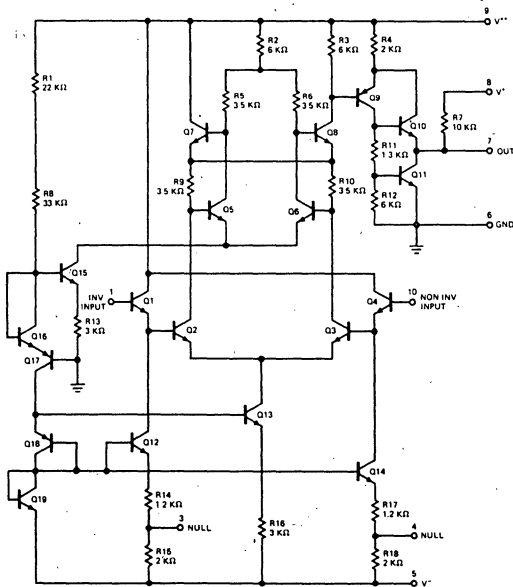 9
V++
R1
22 KΩ
R2
6 KΩ
R3
6 KΩ
R4
2 KΩ
8
V+
R5
3 5 KΩ
R6
3 5 KΩ
Q9
Q7
Q8
Q10
R7
10 KΩ
7
OUT
R11
1 3 KΩ
R8
33 KΩ
R9
3 5 KΩ
R10
3 5 KΩ
Q11
Q5
Q6
R12
6 KΩ
6
GND
Q15
INV
INPUT
1
Q1
Q4
10
NON INV
INPUT
R13
3 KΩ
Q16
Q17
Q2
Q3
Q13
Q18
Q12
Q14
Q19
R14
1 2 KΩ
R17
1.2 KΩ
3
NULL
R16
3 KΩ
4
NULL
R15
2 KΩ
R18
2 KΩ
5
V-